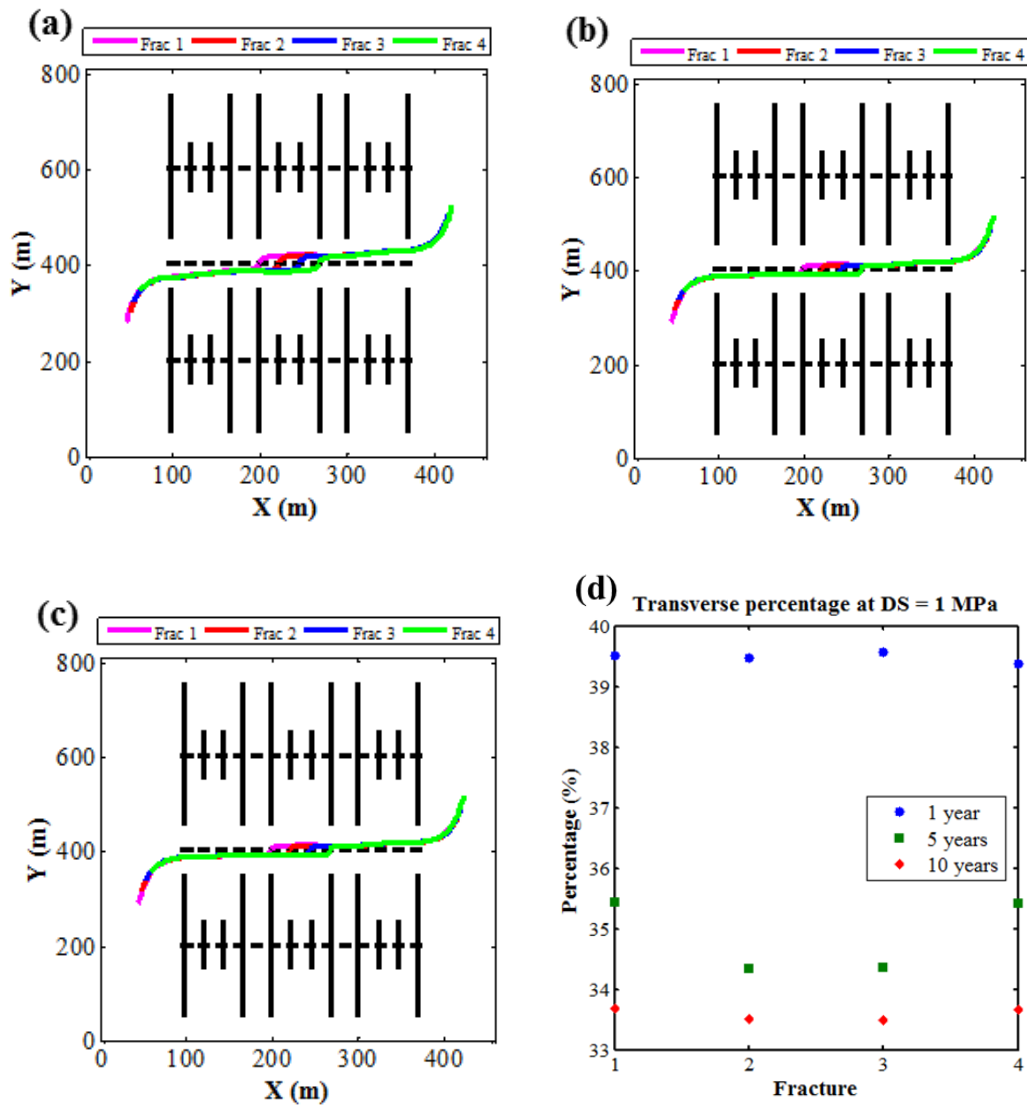 (a)
Frac 1 Frac 2 Frac 3 Frac 4
800
600
400
200
0
Y (m)
0 100 200 300 400
X (m)
(b)
Frac 1 Frac 2 Frac 3 Frac 4
800
600
400
200
0
Y (m)
0 100 200 300 400
X (m)
(c)
Frac 1 Frac 2 Frac 3 Frac 4
800
600
400
200
0
Y (m)
0 100 200 300 400
X (m)
(d)
Transverse percentage at DS = 1 MPa
40
39
38
37
36
35
34
33
Percentage (%)
1 year
5 years
10 years
1 2 3 4
Fracture